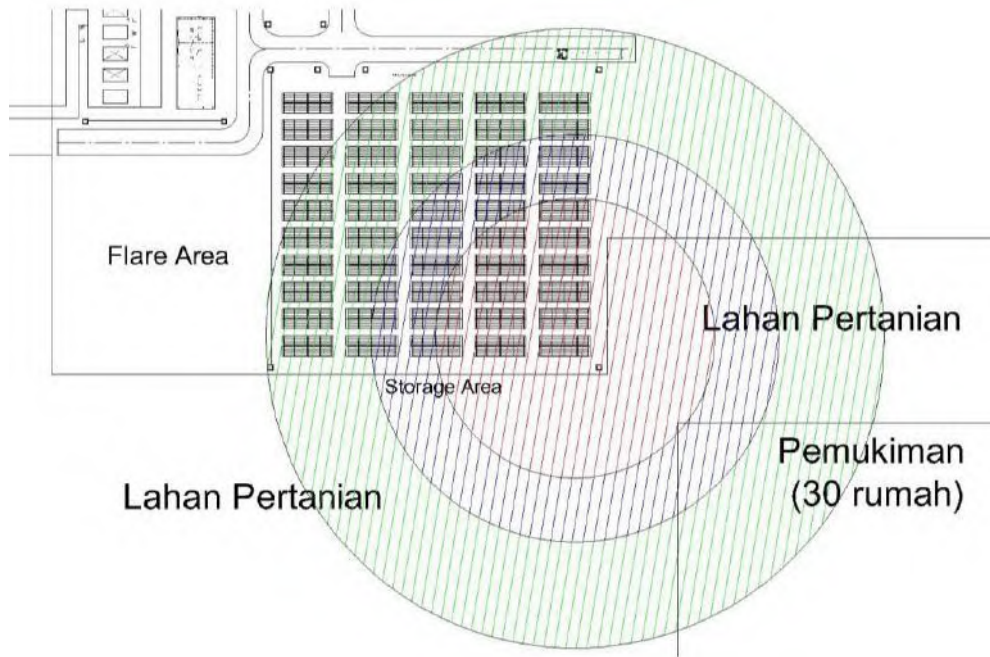 Flare Area
Lahan Pertanian
Storage Area
Pemukiman
(30 rumah)
Lahan Pertanian